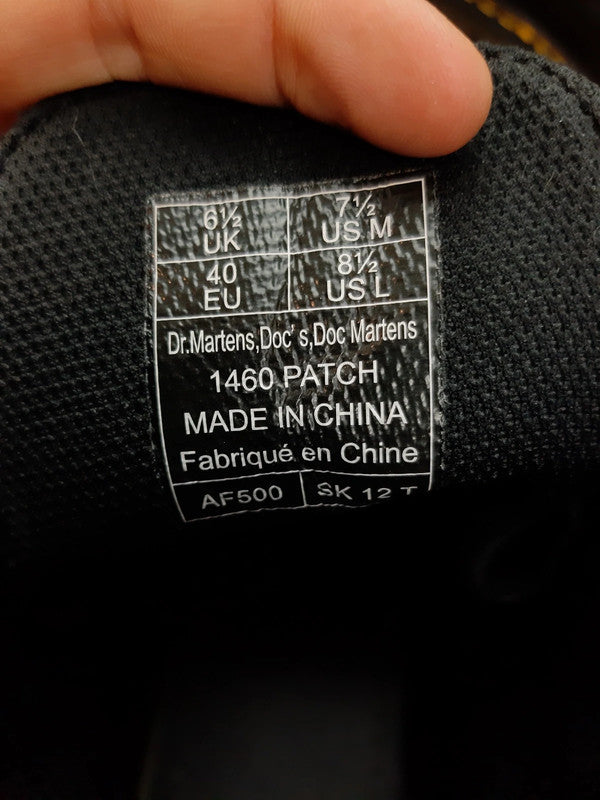 6½ UK
7½ US M
40 EU
8½ US L
Dr.Martens,Doc's,Doc Martens
1460 PATCH
MADE IN CHINA
Fabriqué en Chine
AF500
SK 12 T